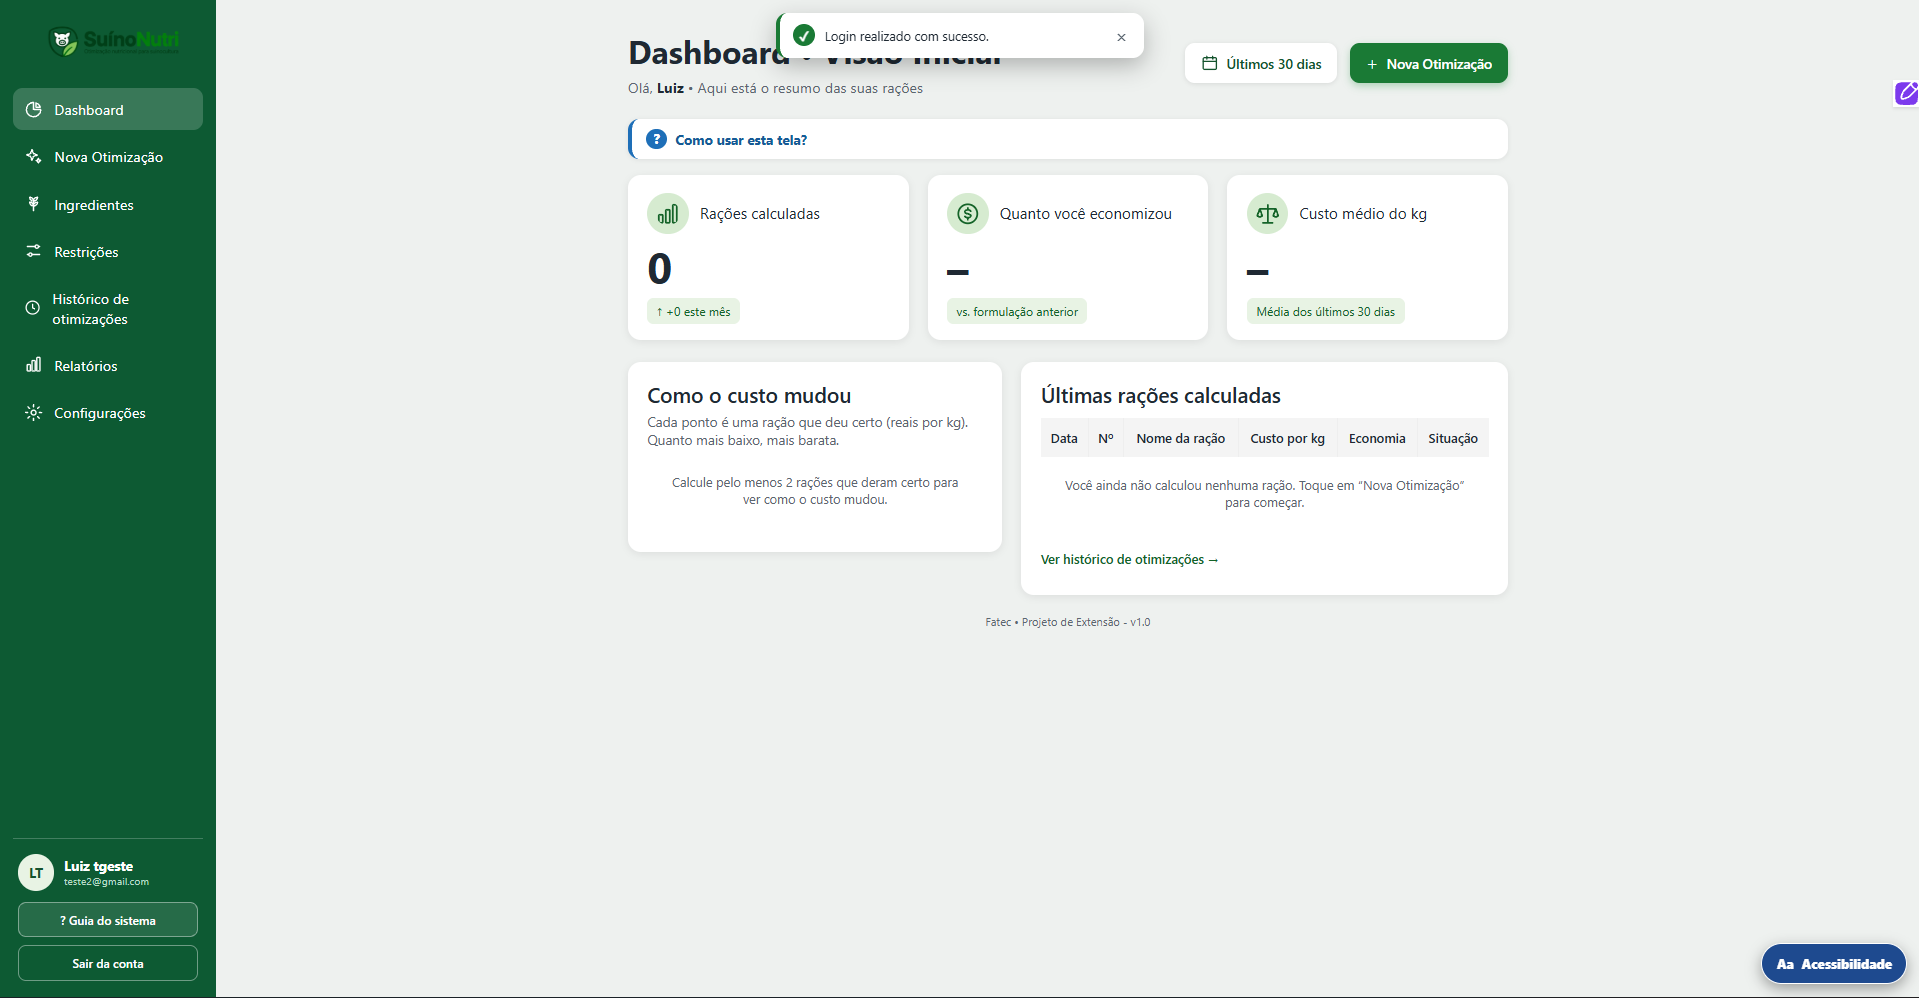 SuínoNutri
Dashboard
Nova Otimização
Ingredientes
Restrições
Histórico de
otimizações
Relatórios
Configurações
LT
Luiz tgeste
teste2@gmail.com
? Guia do sistema
Sair da conta
Login realizado com sucesso.
Dashboard • Visão Inicial
Olá, Luiz • Aqui está o resumo das suas rações
Últimos 30 dias
+ Nova Otimização
? Como usar esta tela?
Rações calculadas
0
↑ +0 este mês
Quanto você economizou
–
vs. formulação anterior
Custo médio do kg
–
Média dos últimos 30 dias
Como o custo mudou
Cada ponto é uma ração que deu certo (reais por kg).
Quanto mais baixo, mais barata.
Calcule pelo menos 2 rações que deram certo para
ver como o custo mudou.
Últimas rações calculadas
Data Nº Nome da ração Custo por kg Economia Situação
Você ainda não calculou nenhuma ração. Toque em “Nova Otimização”
para começar.
Ver histórico de otimizações →
Fatec • Projeto de Extensão - v1.0
Aa Acessibilidade